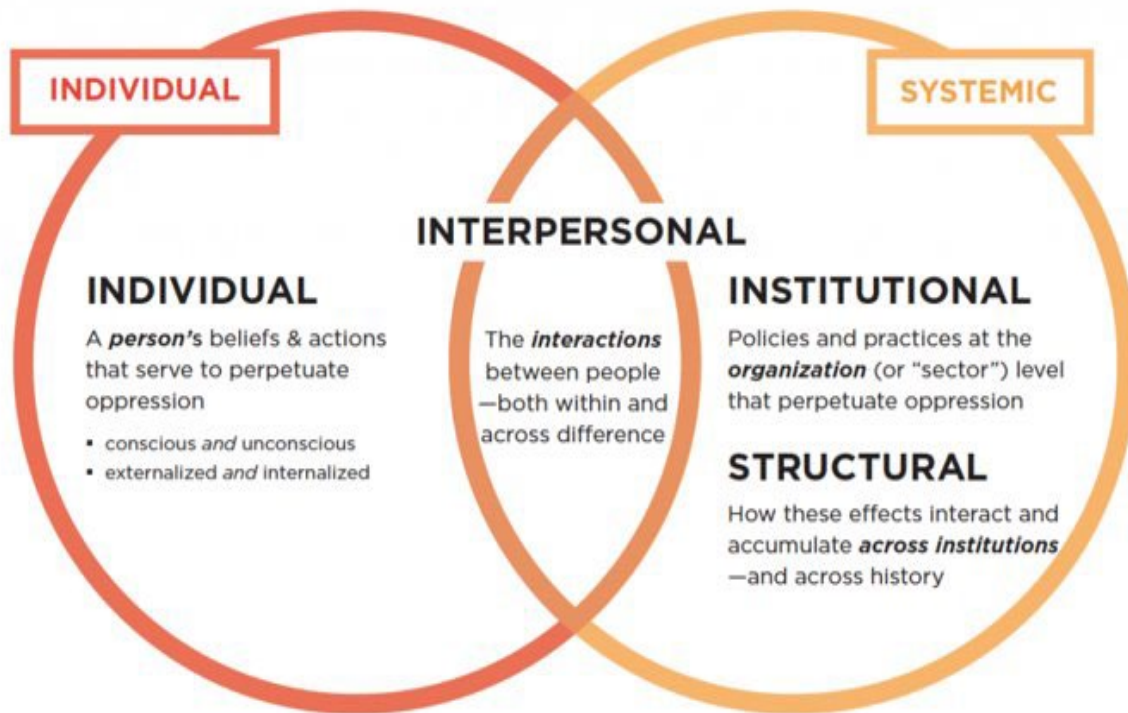 INDIVIDUAL
SYSTEMIC
INTERPERSONAL
INDIVIDUAL
A person's beliefs & actions
that serve to perpetuate
oppression
▪ conscious and unconscious
▪ externalized and internalized
The interactions
between people
—both within and
across difference
INSTITUTIONAL
Policies and practices at the
organization (or “sector”) level
that perpetuate oppression
STRUCTURAL
How these effects interact and
accumulate across institutions
—and across history